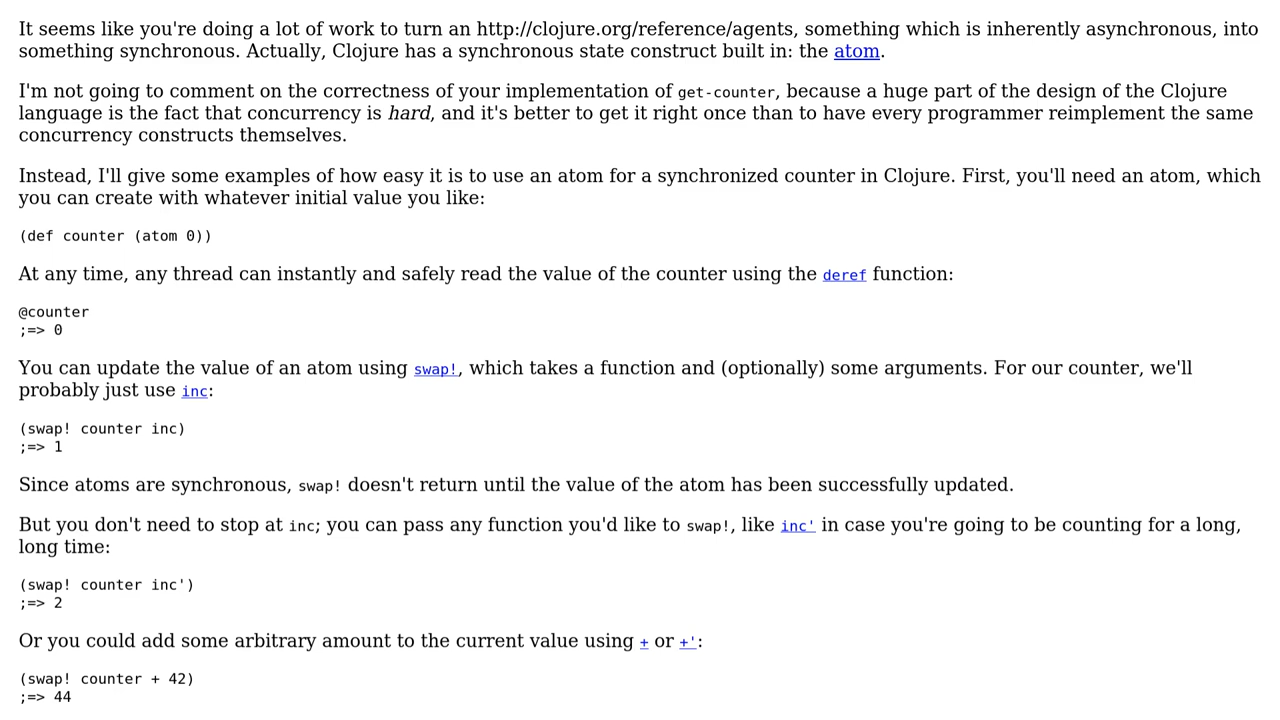 It seems like you're doing a lot of work to turn an http://clojure.org/reference/agents, something which is inherently asynchronous, into
something synchronous. Actually, Clojure has a synchronous state construct built in: the atom.
I'm not going to comment on the correctness of your implementation of get-counter, because a huge part of the design of the Clojure
language is the fact that concurrency is hard, and it's better to get it right once than to have every programmer reimplement the same
concurrency constructs themselves.
Instead, I'll give some examples of how easy it is to use an atom for a synchronized counter in Clojure. First, you'll need an atom, which
you can create with whatever initial value you like:
(def counter (atom 0))
At any time, any thread can instantly and safely read the value of the counter using the deref function:
@counter
;=> 0
You can update the value of an atom using swap!, which takes a function and (optionally) some arguments. For our counter, we'll
probably just use inc:
(swap! counter inc)
;=> 1
Since atoms are synchronous, swap! doesn't return until the value of the atom has been successfully updated.
But you don't need to stop at inc; you can pass any function you'd like to swap!, like inc' in case you're going to be counting for a long,
long time:
(swap! counter inc')
;=> 2
Or you could add some arbitrary amount to the current value using + or +':
(swap! counter + 42)
;=> 44